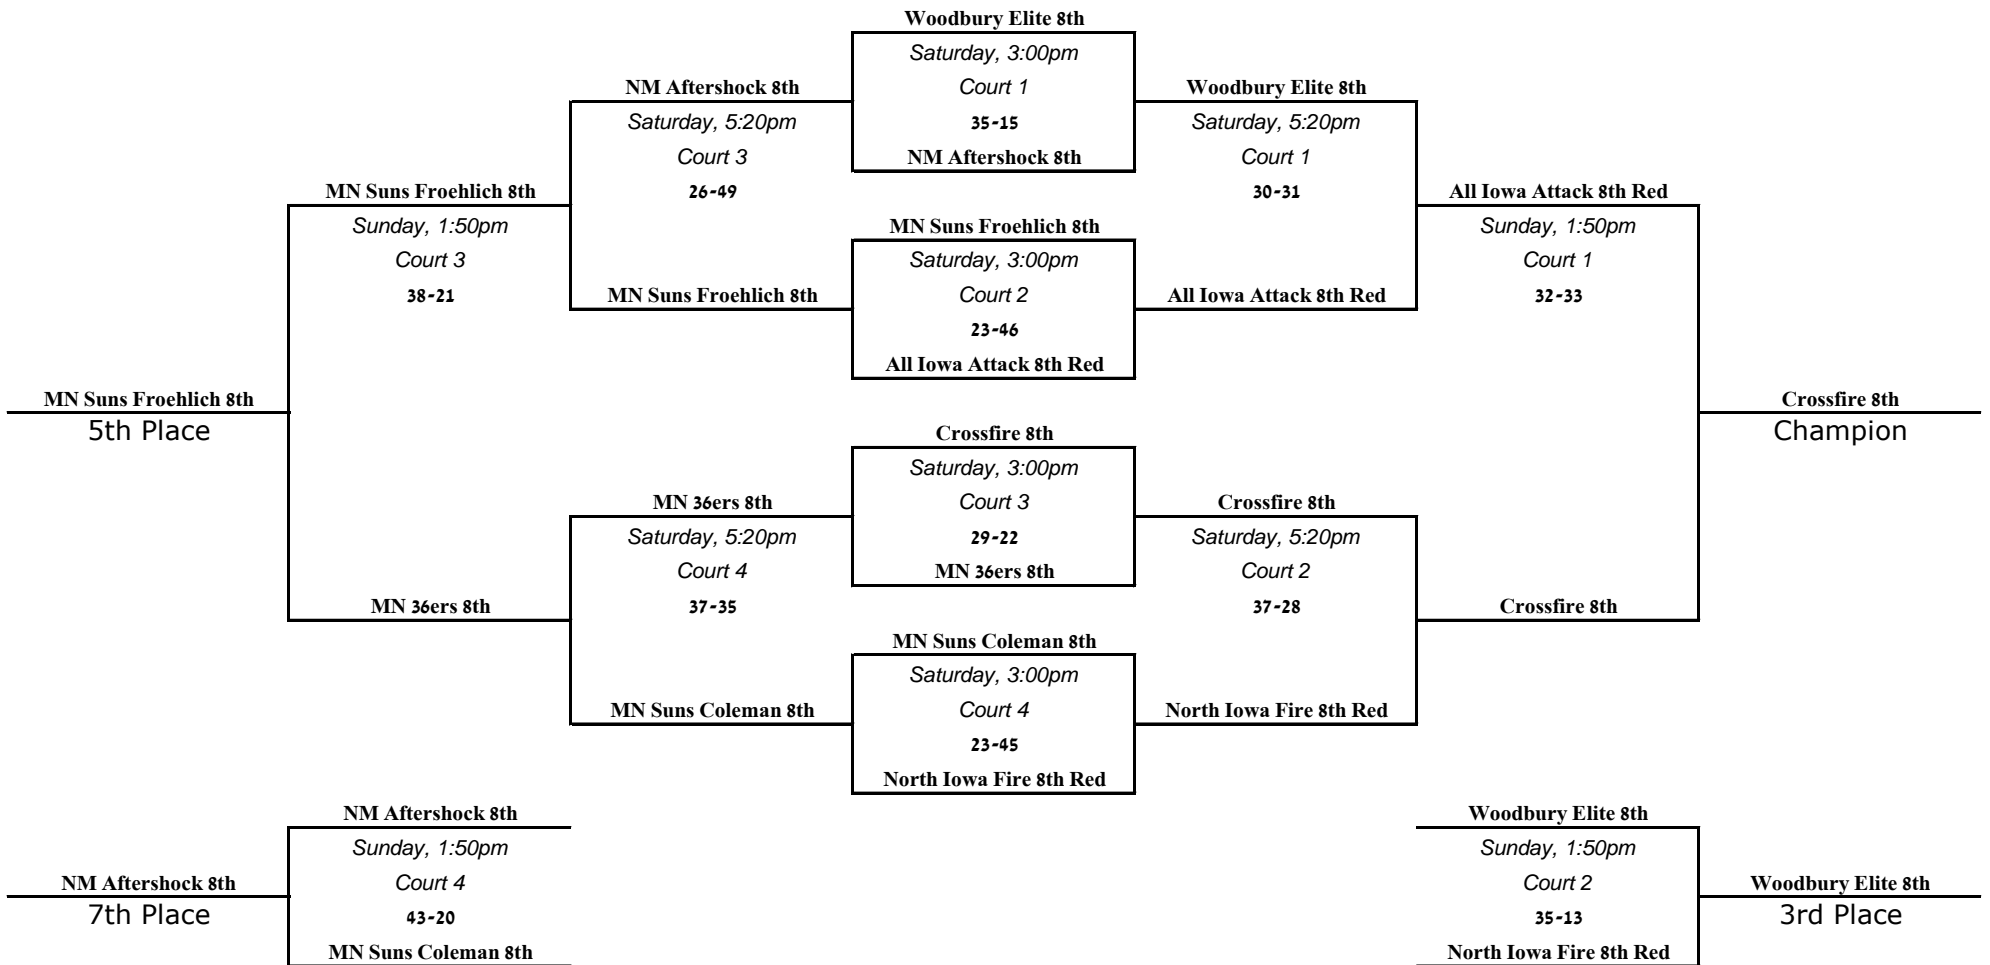 Woodbury Elite 8th
Saturday, 3:00pm
Court 1
35-15
NM Aftershock 8th
NM Aftershock 8th
Saturday, 5:20pm
Court 3
26-49
MN Suns Froehlich 8th
Woodbury Elite 8th
Saturday, 5:20pm
Court 1
30-31
All Iowa Attack 8th Red
MN Suns Froehlich 8th
Sunday, 1:50pm
Court 3
38-21
MN 36ers 8th
MN Suns Froehlich 8th
Saturday, 3:00pm
Court 2
23-46
All Iowa Attack 8th Red
All Iowa Attack 8th Red
Sunday, 1:50pm
Court 1
32-33
Crossfire 8th
MN Suns Froehlich 8th
5th Place
Crossfire 8th
Champion
Crossfire 8th
Saturday, 3:00pm
Court 3
29-22
MN 36ers 8th
MN 36ers 8th
Saturday, 5:20pm
Court 4
37-35
MN Suns Coleman 8th
Crossfire 8th
Saturday, 5:20pm
Court 2
37-28
North Iowa Fire 8th Red
MN Suns Coleman 8th
Saturday, 3:00pm
Court 4
23-45
North Iowa Fire 8th Red
NM Aftershock 8th
Sunday, 1:50pm
Court 4
43-20
MN Suns Coleman 8th
NM Aftershock 8th
7th Place
Woodbury Elite 8th
Sunday, 1:50pm
Court 2
35-13
North Iowa Fire 8th Red
Woodbury Elite 8th
3rd Place